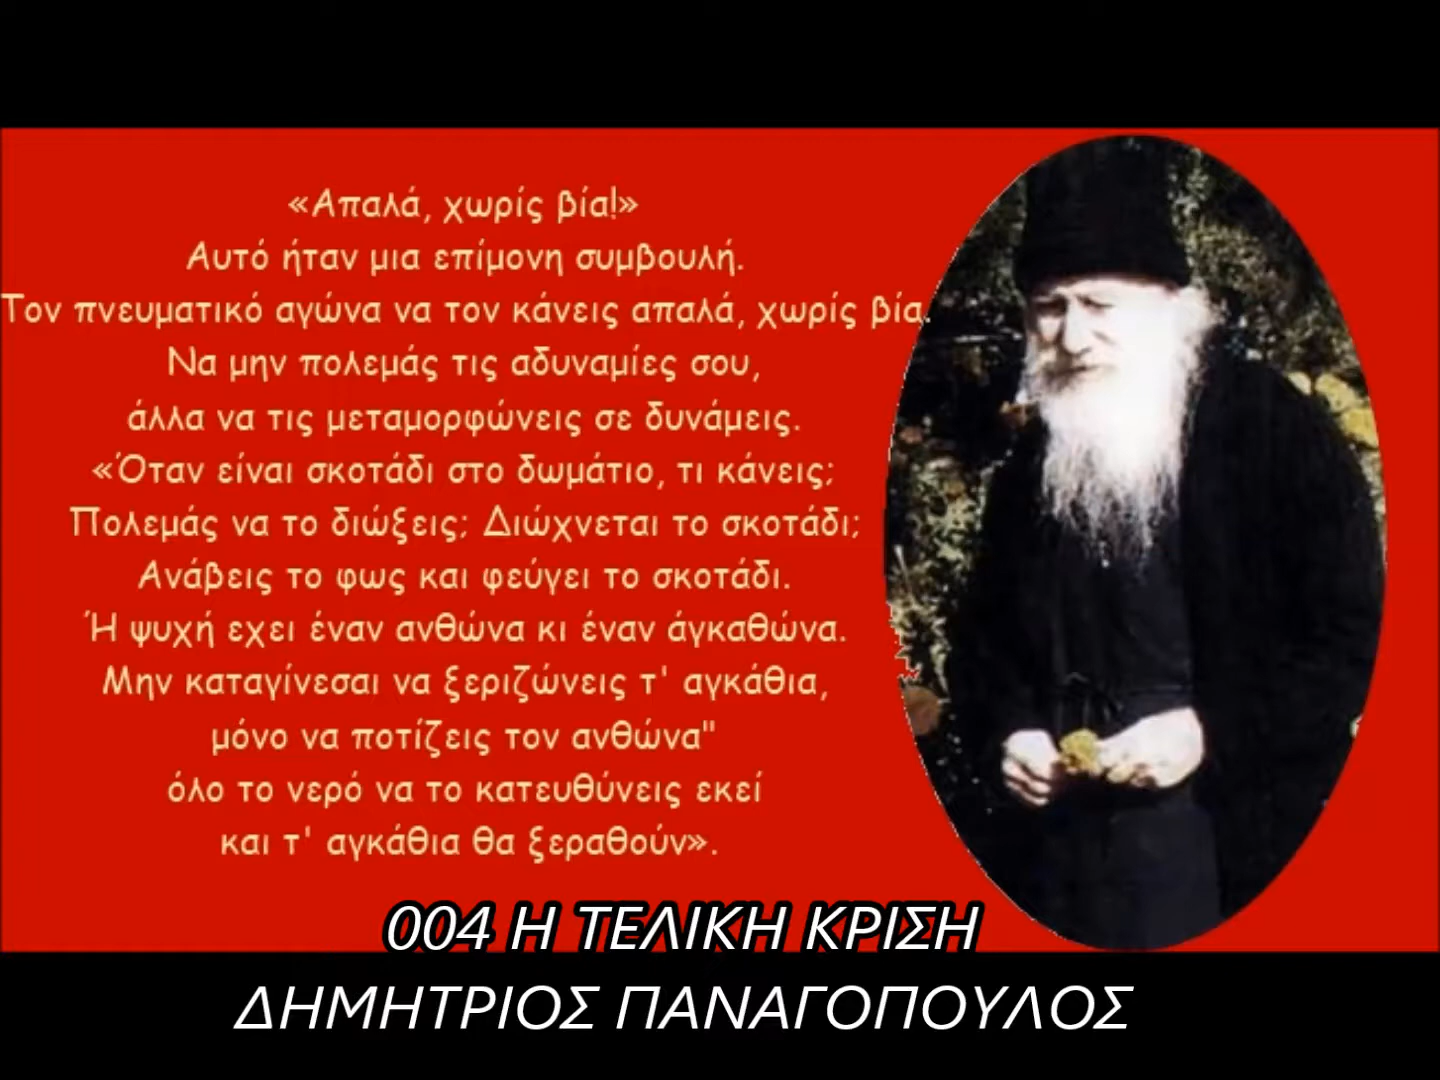 «Απαλά, χωρίς βία!»
Αυτό ήταν μια επίμονη συμβουλή.
Τον πνευματικό αγώνα να τον κάνεις απαλά, χωρίς βία.
Να μην πολεμάς τις αδυναμίες σου,
άλλα να τις μεταμορφώνεις σε δυνάμεις.
«Όταν είναι σκοτάδι στο δωμάτιο, τι κάνεις;
Πολεμάς να το διώξεις; Διώχνεται το σκοτάδι;
Ανάβεις το φως και φεύγει το σκοτάδι.
Ή ψυχή εχει έναν ανθώνα κι έναν άγκαθώνα.
Μην καταγίνεσαι να ξεριζώνεις τ' αγκάθια,
μόνο να ποτίζεις τον ανθώνα"
όλο το νερό να το κατευθύνεις εκεί
και τ' αγκάθια θα ξεραθούν».
004 Η ΤΕΛΙΚΗ ΚΡΙΣΗ
ΔΗΜΗΤΡΙΟΣ ΠΑΝΑΓΟΠΟΥΛΟΣ